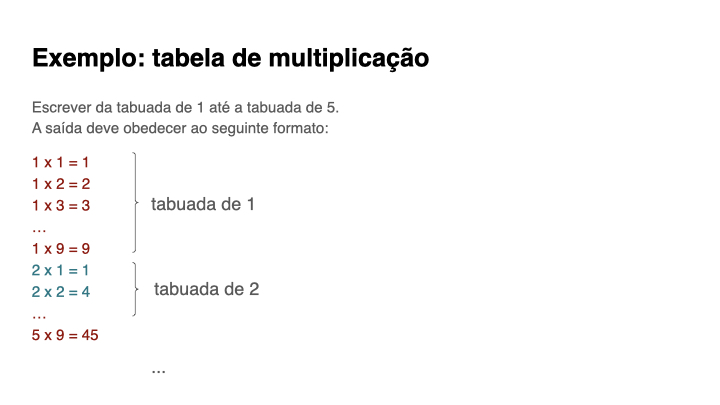 Exemplo: tabela de multiplicação
Escrever da tabuada de 1 até a tabuada de 5.
A saída deve obedecer ao seguinte formato:
1 x 1 = 1
1 x 2 = 2
1 x 3 = 3
…
1 x 9 = 9
tabuada de 1
2 x 1 = 1
2 x 2 = 4
…
tabuada de 2
5 x 9 = 45
…